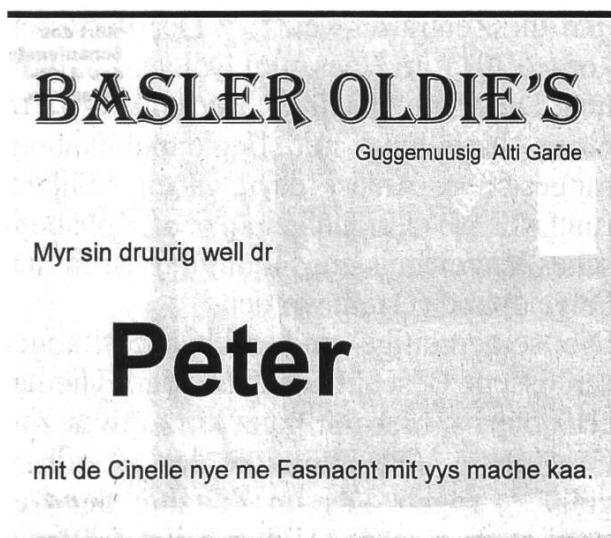 BASLER OLDIE'S
Guggemuusig Alti Garde
Myr sin druurig well dr
Peter
mit de Cinelle nye me Fasnacht mit yys mache kaa.